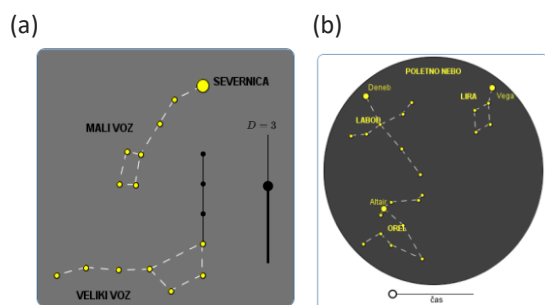 (a)
SEVERNICA
MALI VOZ
D = 3
VELIKI VOZ
(b)
POLETNO NEBO
Deneb
LIRA
Vega
LABOD
Altair
OREL
čas